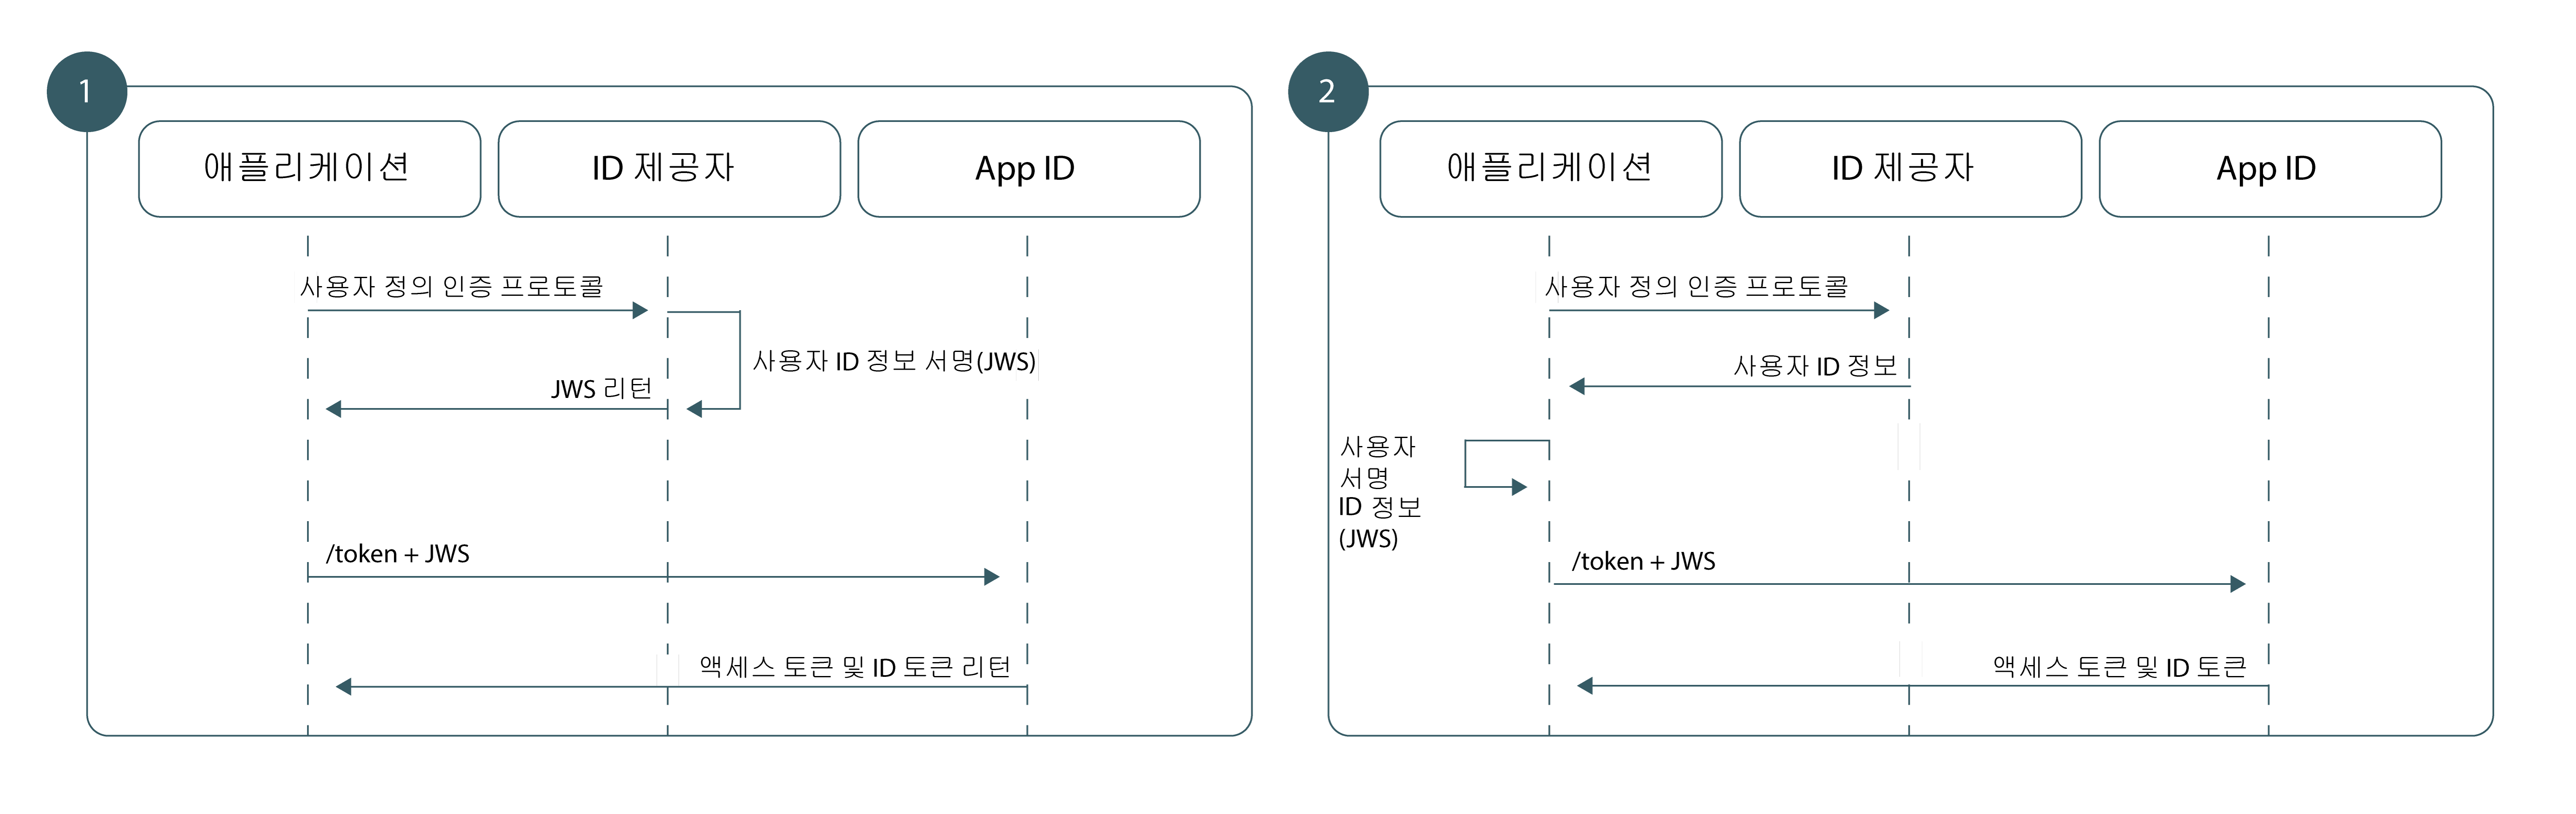 1
애플리케이션
ID 제공자
App ID
사용자 정의 인증 프로토콜
사용자 ID 정보 서명(JWS)
JWS 리턴
/token + JWS
액세스 토큰 및 ID 토큰 리턴
2
애플리케이션
ID 제공자
App ID
사용자 정의 인증 프로토콜
사용자 ID 정보
사용자
서명
ID 정보
(JWS)
/token + JWS
액세스 토큰 및 ID 토큰